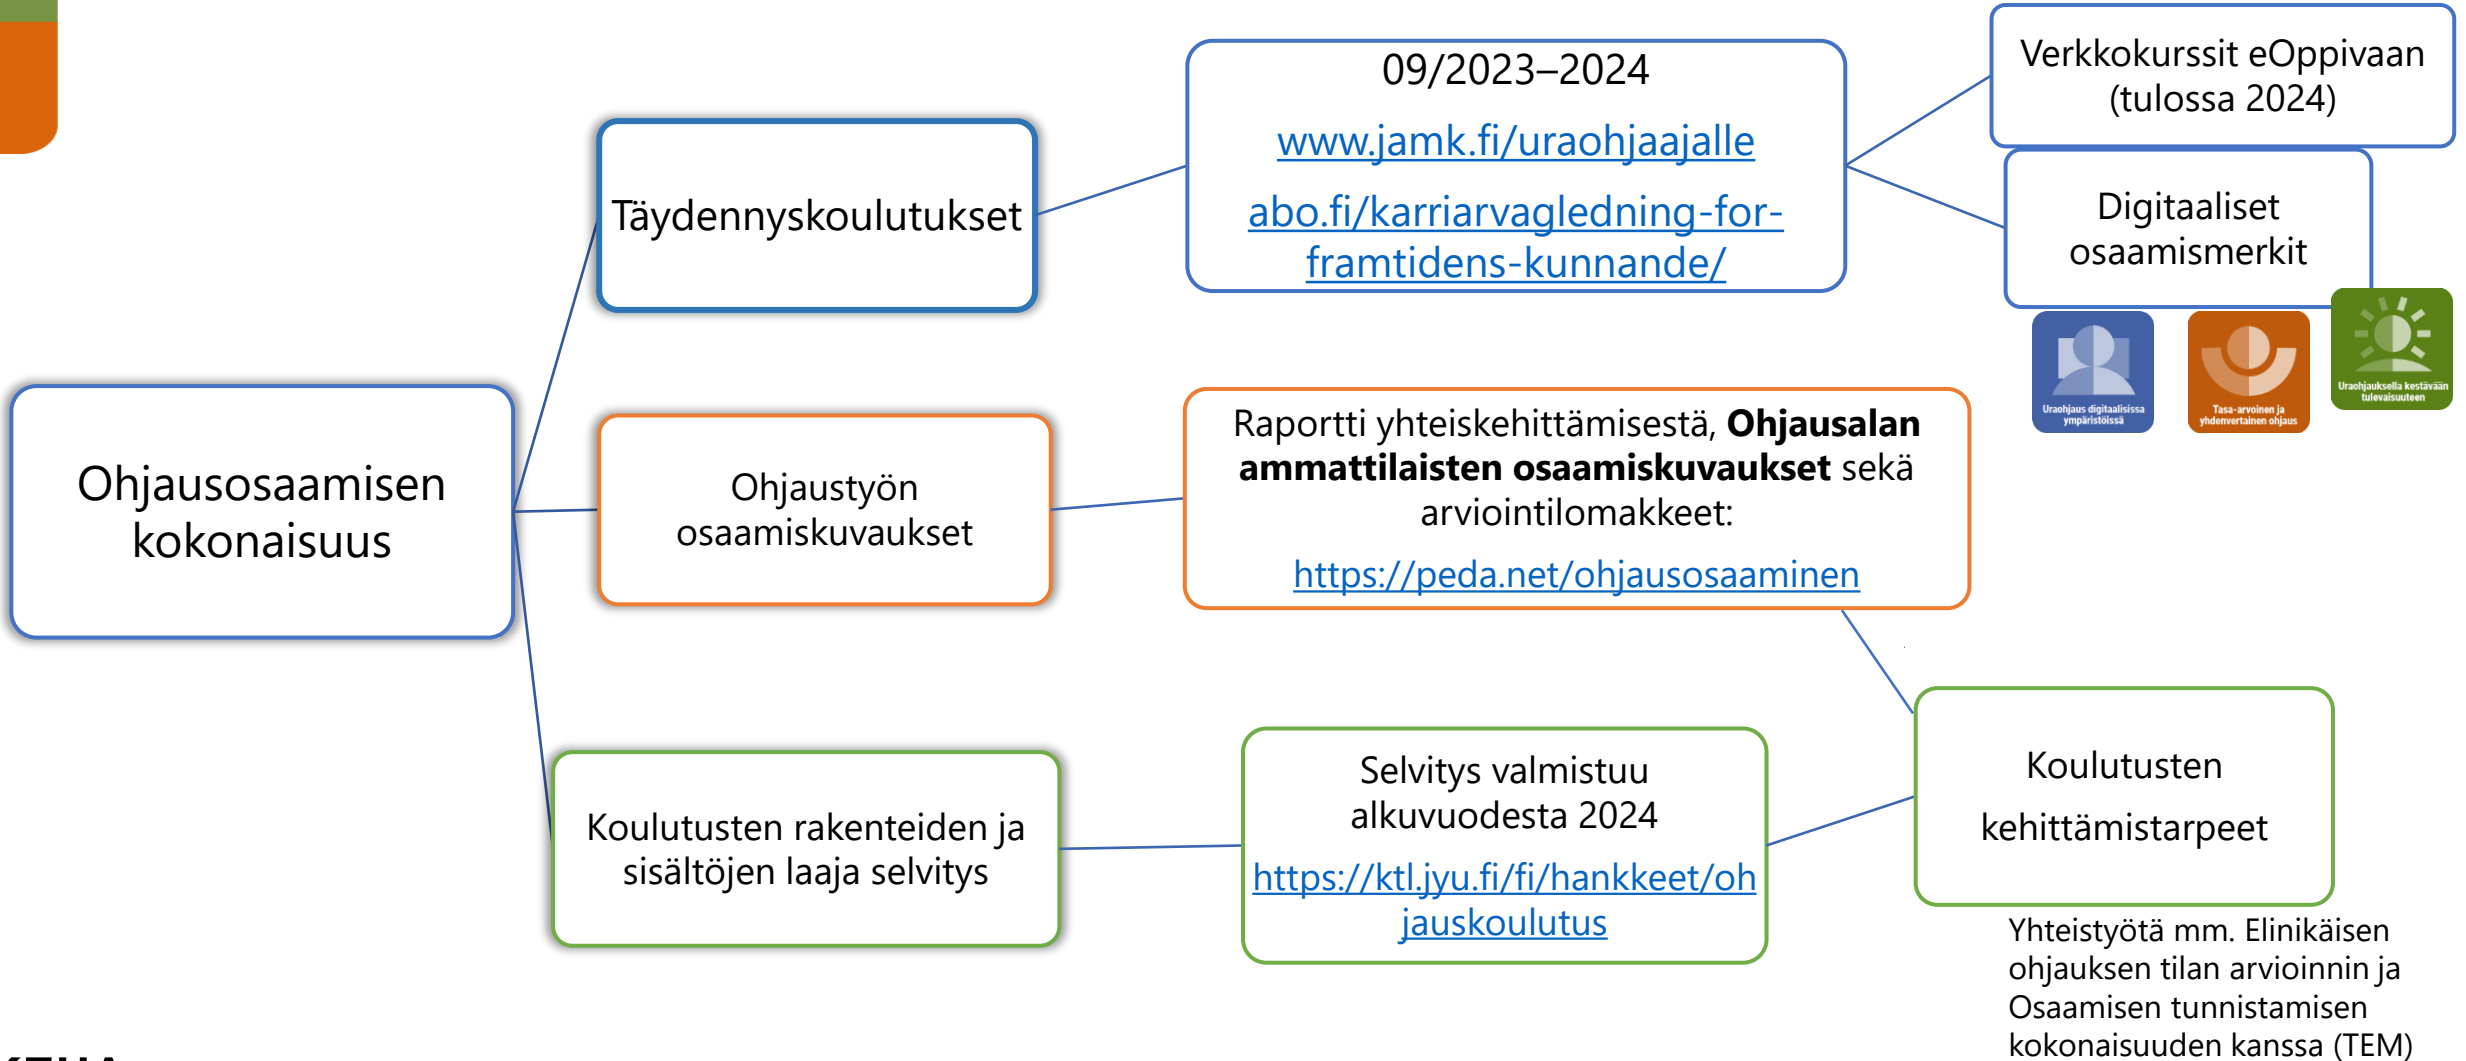 Ohjausosaamisen
kokonaisuus
Täydennyskoulutukset
09/2023–2024
www.jamk.fi/uraohjaajalle
abo.fi/karriarvagledning-for-
framtidens-kunnande/
Verkkokurssit eOppivaan
(tulossa 2024)
Digitaaliset
osaamismerkit
Uraohjaus digitaalisissa
ympäristöissä
Tasa-arvoinen ja
yhdenvertainen ohjaus
Uraohjauksella kestävään
tulevaisuuteen
Ohjaustyön
osaamiskuvaukset
Raportti yhteiskehittämisestä, Ohjausalan
ammattilaisten osaamiskuvaukset sekä
arviointilomakkeet:
https://peda.net/ohjausosaaminen
Koulutusten rakenteiden ja
sisältöjen laaja selvitys
Selvitys valmistuu
alkuvuodesta 2024
https://ktl.jyu.fi/fi/hankkeet/oh
jauskoulutus
Koulutusten
kehittämistarpeet
Yhteistyötä mm. Elinikäisen
ohjauksen tilan arvioinnin ja
Osaamisen tunnistamisen
kokonaisuuden kanssa (TEM)